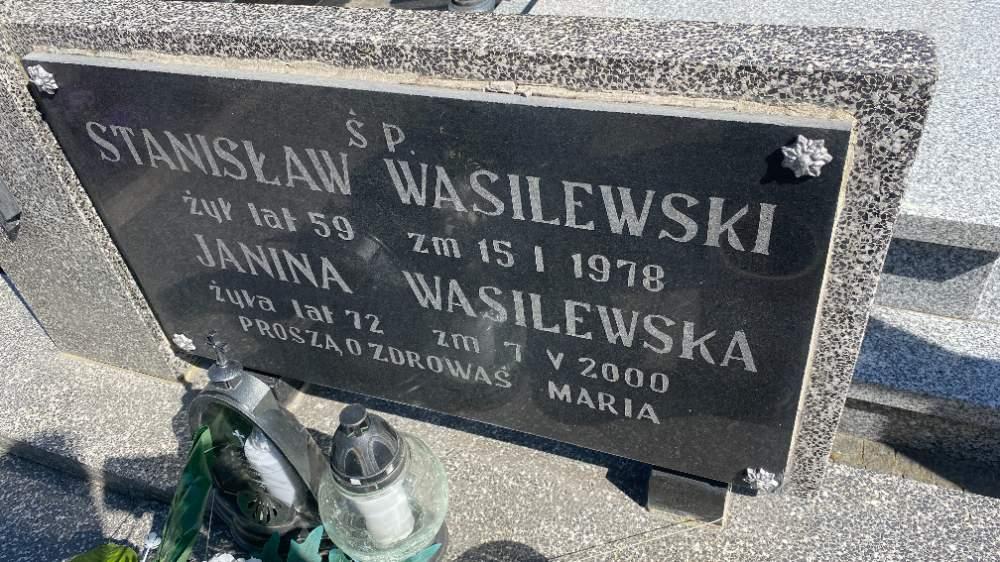 Ś P.
STANISŁAW WASILEWSKI
żył lat 59 zm 15 I 1978
JANINA WASILEWSKA
żyła lat 72 zm 7 V 2000
PROSZĄ O ZDROWAŚ MARIA